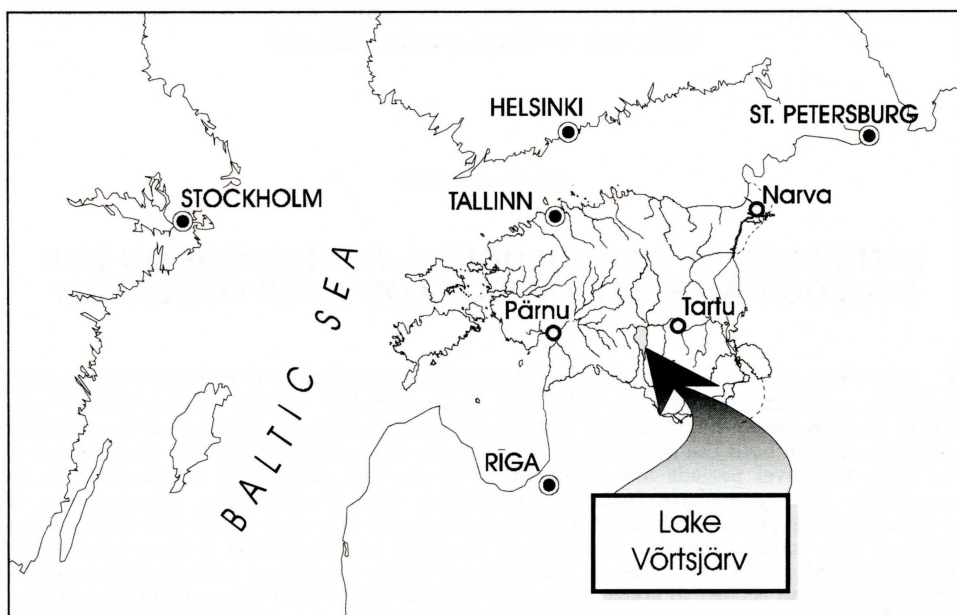 HELSINKI
ST. PETERSBURG
STOCKHOLM
TALLINN
Narva
BALTIC SEA
Pärnu
Tartu
RĪGA
Lake
Võrtsjärv